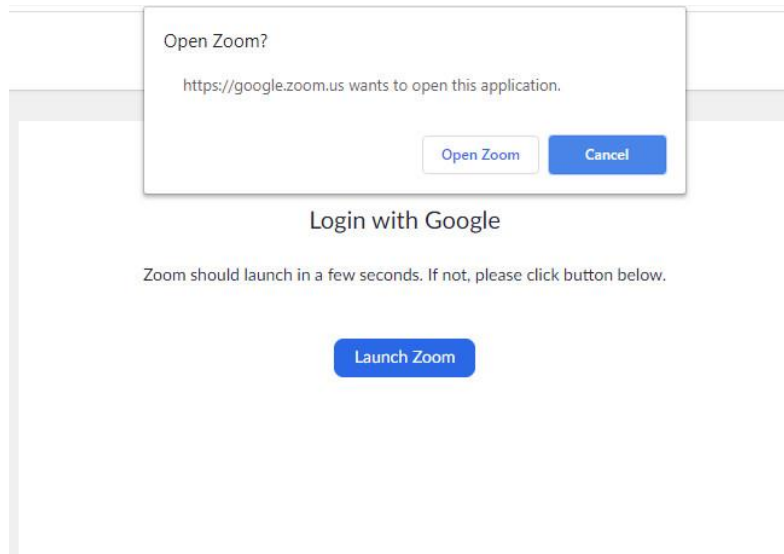 Open Zoom?
https://google.zoom.us wants to open this application.
Open Zoom
Cancel
Login with Google
Zoom should launch in a few seconds. If not, please click button below.
Launch Zoom